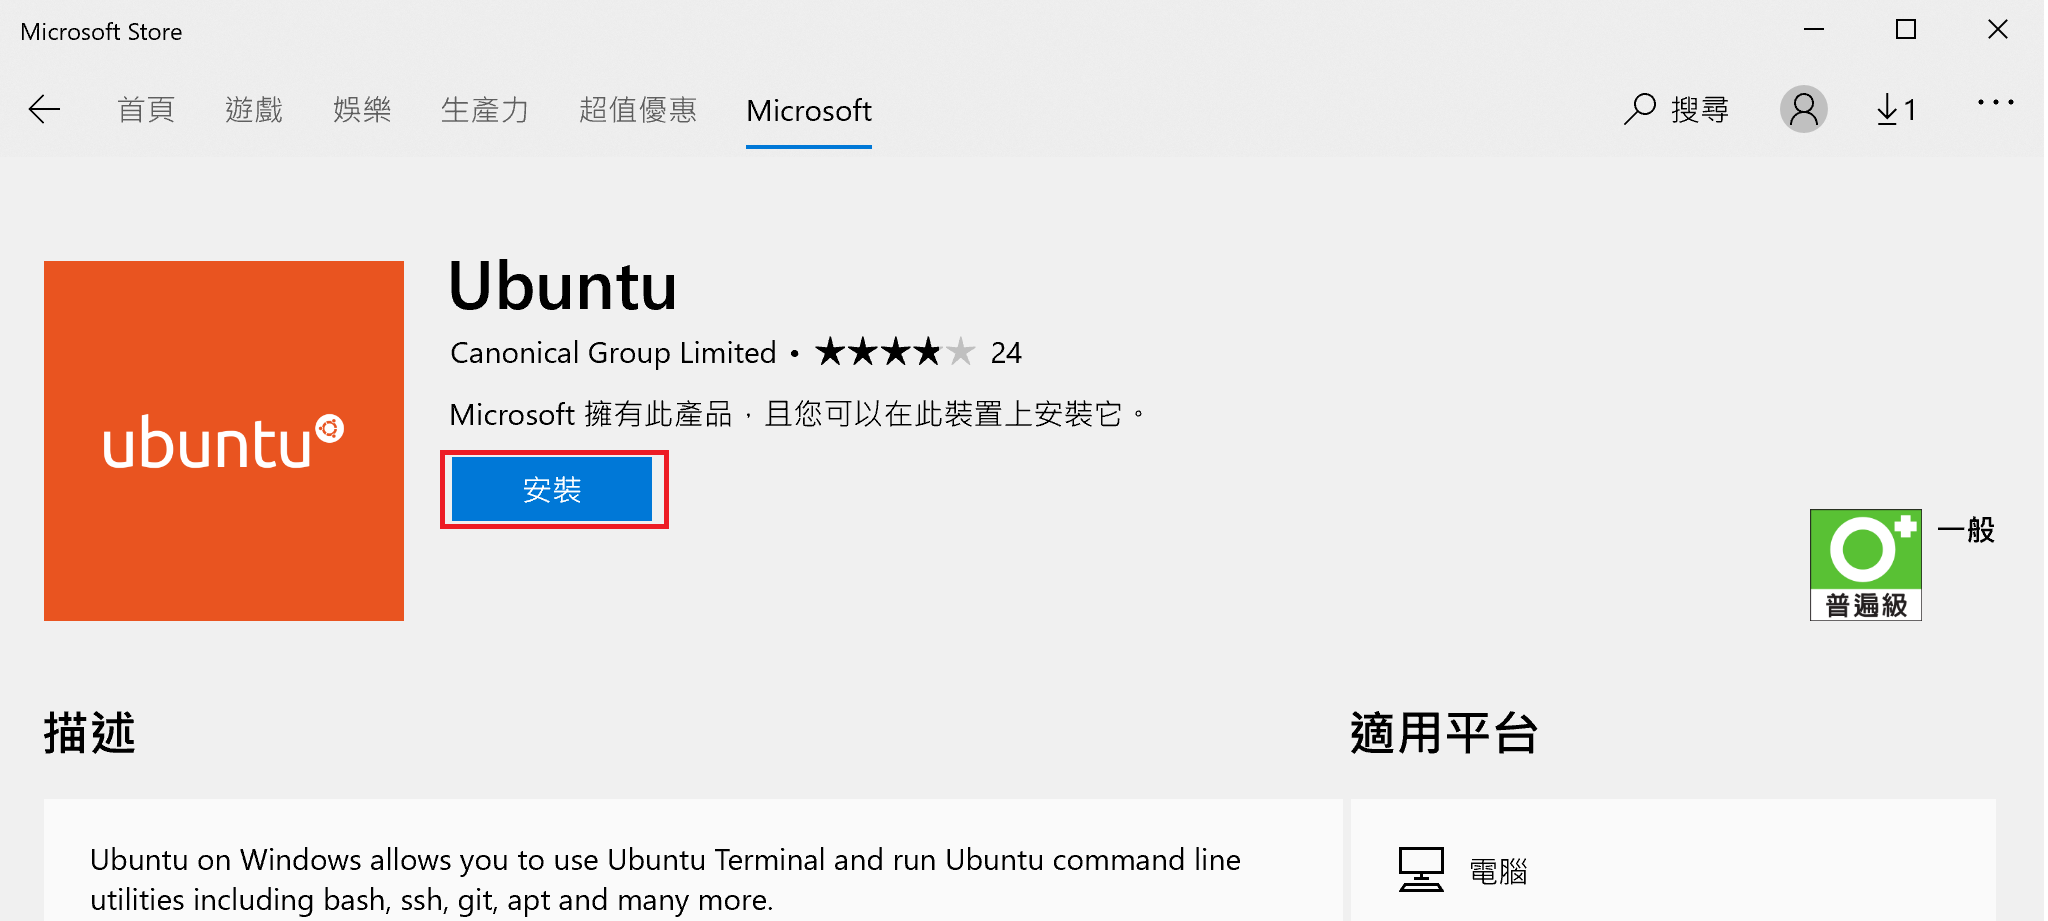 Microsoft Store
首頁 遊戲 娛樂 生產力 超值優惠 Microsoft 搜尋 1
Ubuntu
Canonical Group Limited • ★★★★★ 24
Microsoft 擁有此產品，且您可以在此裝置上安裝它。
ubuntu
安裝
一般
普遍級
描述
適用平台
Ubuntu on Windows allows you to use Ubuntu Terminal and run Ubuntu command line
utilities including bash, ssh, git, apt and many more.
電腦